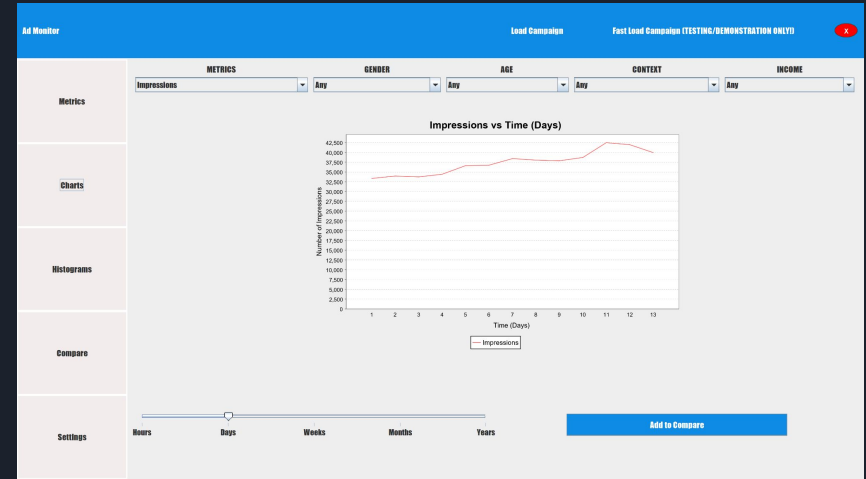 Ad Monitor
Load Campaign
Fast Load Campaign [TESTING/DEMONSTRATION ONLY!]
X
Metrics
Charts
Histograms
Compare
Settings
METRICS GENDER AGE CONTEXT INCOME
Impressions Any Any Any Any
Impressions vs Time (Days)
Number of Impressions
42,500
40,000
37,500
35,000
32,500
30,000
27,500
25,000
22,500
20,000
17,500
15,000
12,500
10,000
7,500
5,000
2,500
0
1 2 3 4 5 6 7 8 9 10 11 12 13
Time (Days)
Impressions
Hours Days Weeks Months Years
Add to Compare